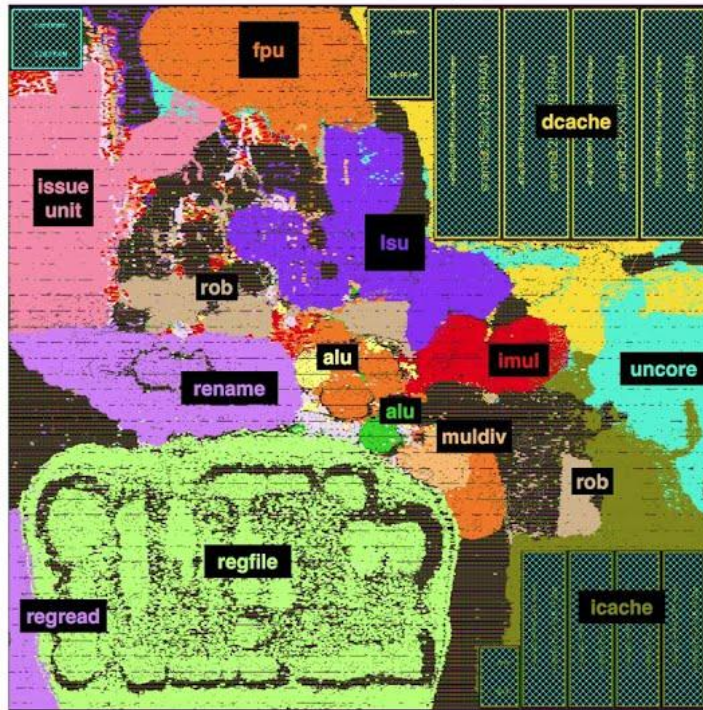 fpu
dcache
issue
unit
lsu
rob
alu
imul
rename
uncore
alu
muldiv
rob
regfile
icache
regread